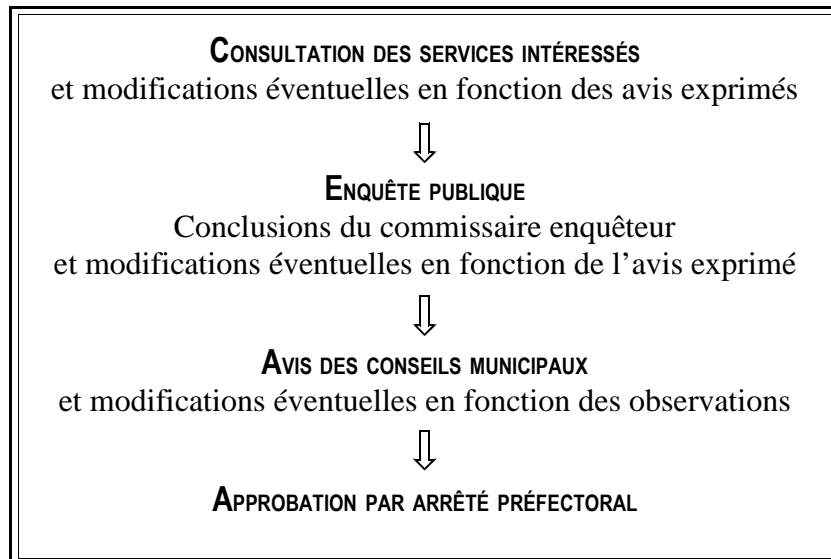 CONSULTATION DES SERVICES INTÉRESSÉS
et modifications éventuelles en fonction des avis exprimés
ENQUÊTE PUBLIQUE
Conclusions du commissaire enquêteur
et modifications éventuelles en fonction de l’avis exprimé
AVIS DES CONSEILS MUNICIPAUX
et modifications éventuelles en fonction des observations
APPROBATION PAR ARRÊTÉ PRÉFECTORAL